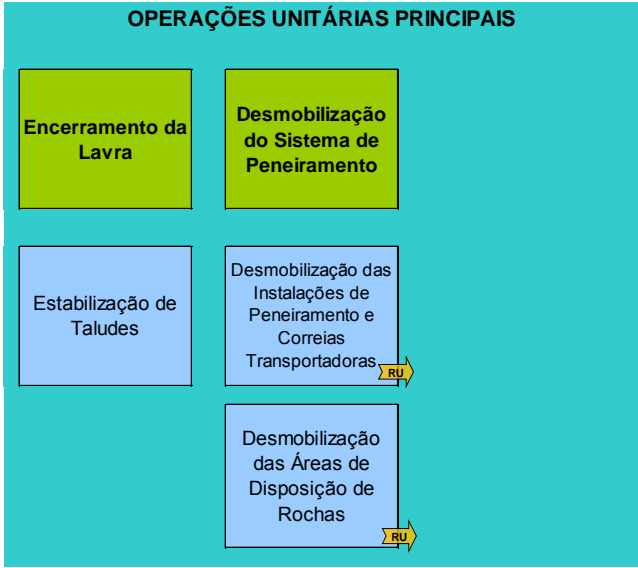 OPERAÇÕES UNITÁRIAS PRINCIPAIS
Encerramento da
Lavra
Desmobilização
do Sistema de
Peneiramento
Estabilização de
Taludes
Desmobilização das
Instalações de
Peneiramento e
Correias
Transportadoras
RU
Desmobilização
das Áreas de
Disposição de
Rochas
RU